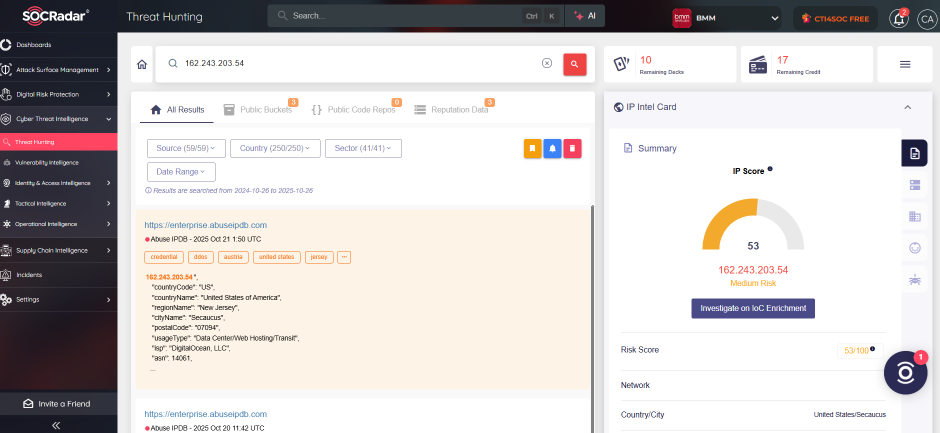 SOCRadar
Threat Hunting
Search...
Ctrl
K
AI
bmm
BMM
CTI4SOC FREE
2
CA
Dashboards
Attack Surface Management
Digital Risk Protection
Cyber Threat Intelligence
Threat Hunting
Vulnerability Intelligence
Identity & Access Intelligence
Tactical Intelligence
Operational Intelligence
Supply Chain Intelligence
Incidents
Settings
Invite a Friend
162.243.203.54
All Results
Public Buckets
3
Public Code Repos
0
Reputation Data
3
Source (59/59)
Country (250/250)
Sector (41/41)
Date Range
Results are searched from 2024-10-26 to 2025-10-26
https://enterprise.abuseipdb.com
Abuse IPDB - 2025 Oct 21 1:50 UTC
credential
ddos
austria
united states
jersey
...
162.243.203.54",
"countryCode": "US",
"countryName": "United States of America",
"regionName": "New Jersey",
"cityName": "Secaucus",
"postalCode": "07094",
"usageType": "Data Center/Web Hosting/Transit",
"isp": "DigitalOcean, LLC",
"asn": 14061,
...
https://enterprise.abuseipdb.com
Abuse IPDB - 2025 Oct 20 11:42 UTC
10
Remaining Decks
17
Remaining Credit
IP Intel Card
Summary
IP Score
53
162.243.203.54
Medium Risk
Investigate on IoC Enrichment
Risk Score
53/100
Network
Country/City
United States/Secaucus
1